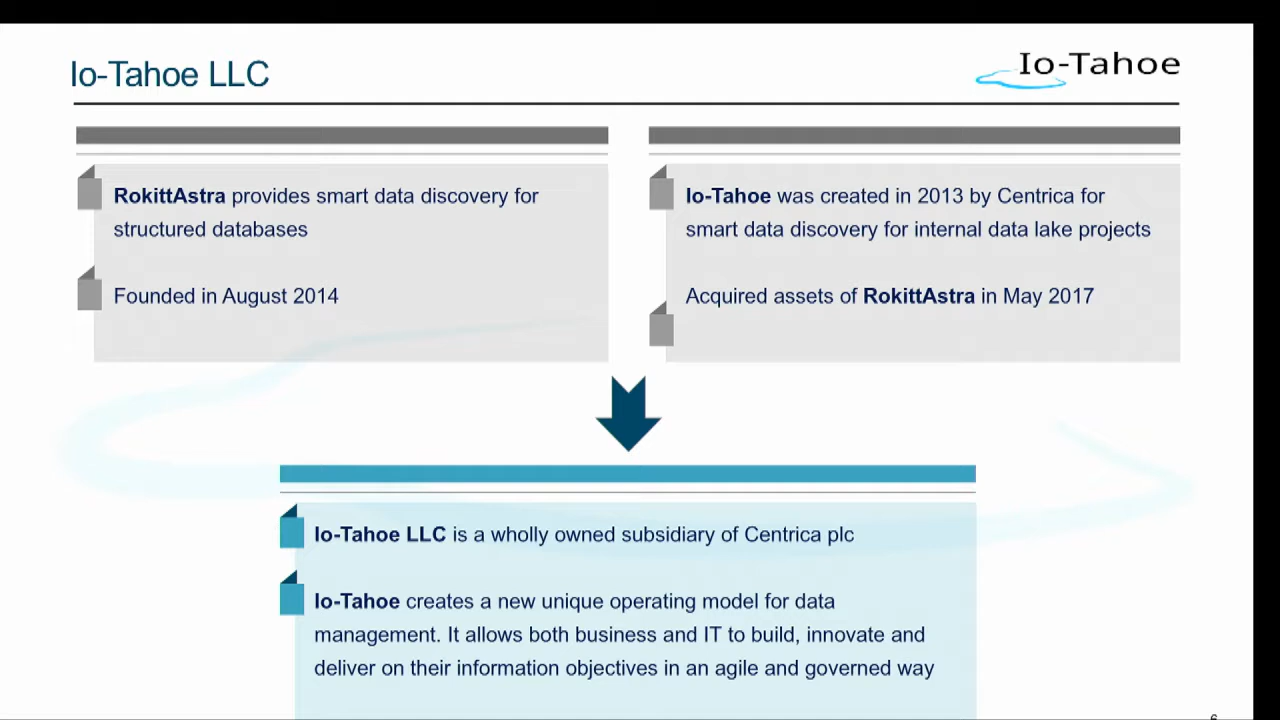 Io-Tahoe LLC
Io-Tahoe
RokittAstra provides smart data discovery for
structured databases
Founded in August 2014
Io-Tahoe was created in 2013 by Centrica for
smart data discovery for internal data lake projects
Acquired assets of RokittAstra in May 2017
Io-Tahoe LLC is a wholly owned subsidiary of Centrica plc
Io-Tahoe creates a new unique operating model for data
management. It allows both business and IT to build, innovate and
deliver on their information objectives in an agile and governed way